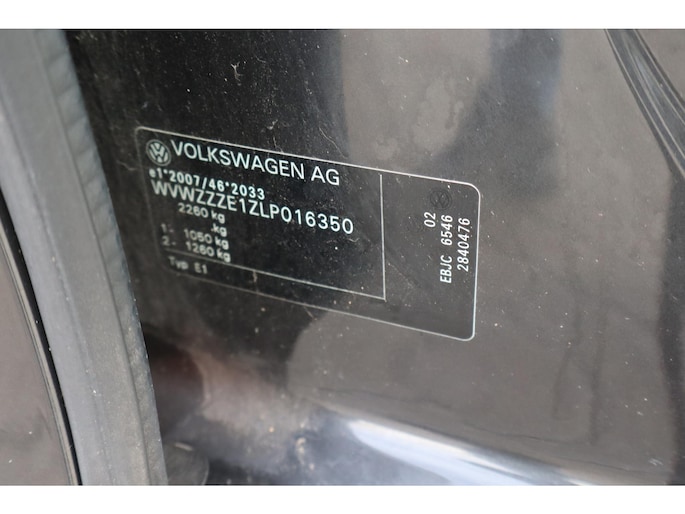 VOLKSWAGEN AG
e1*2007/46*2033
WVWZZZE1ZLP016350
2260 kg
.kg
1- 1050 kg
2- 1260 kg
Typ E1
02
EBJC 6546
2840476